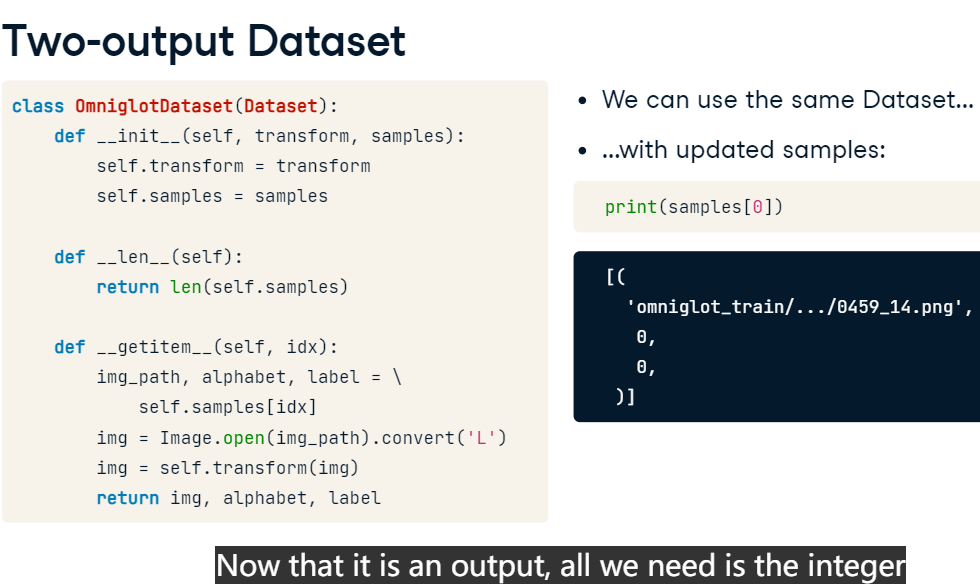 Two-output Dataset
class OmniglotDataset(Dataset):
    def __init__(self, transform, samples):
        self.transform = transform
        self.samples = samples
    def __len__(self):
        return len(self.samples)
    def __getitem__(self, idx):
        img_path, alphabet, label = \
            self.samples[idx]
        img = Image.open(img_path).convert('L')
        img = self.transform(img)
        return img, alphabet, label
• We can use the same Dataset...
• ...with updated samples:
print(samples[0])
[(
  'omniglot_train/.../0459_14.png',
   0,
   0,
 )]
Now that it is an output, all we need is the integer